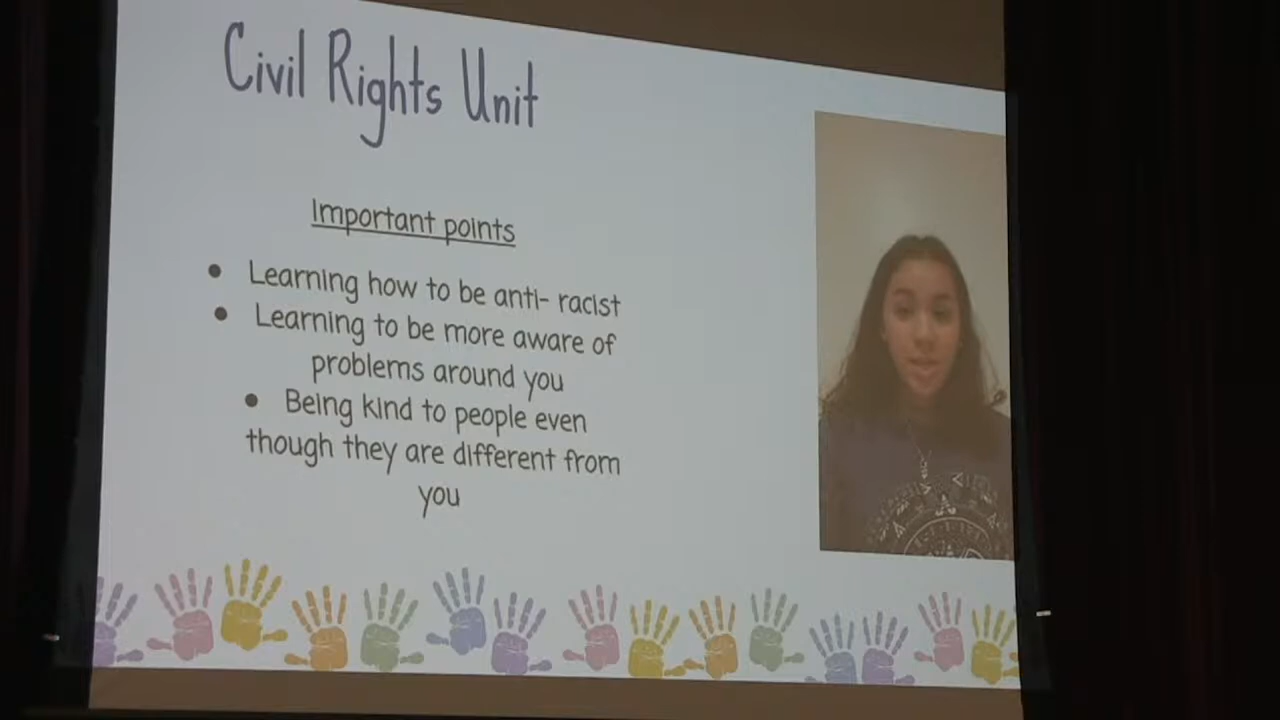 Civil Rights Unit
Important points
● Learning how to be anti- racist
● Learning to be more aware of
problems around you
● Being kind to people even
though they are different from
you